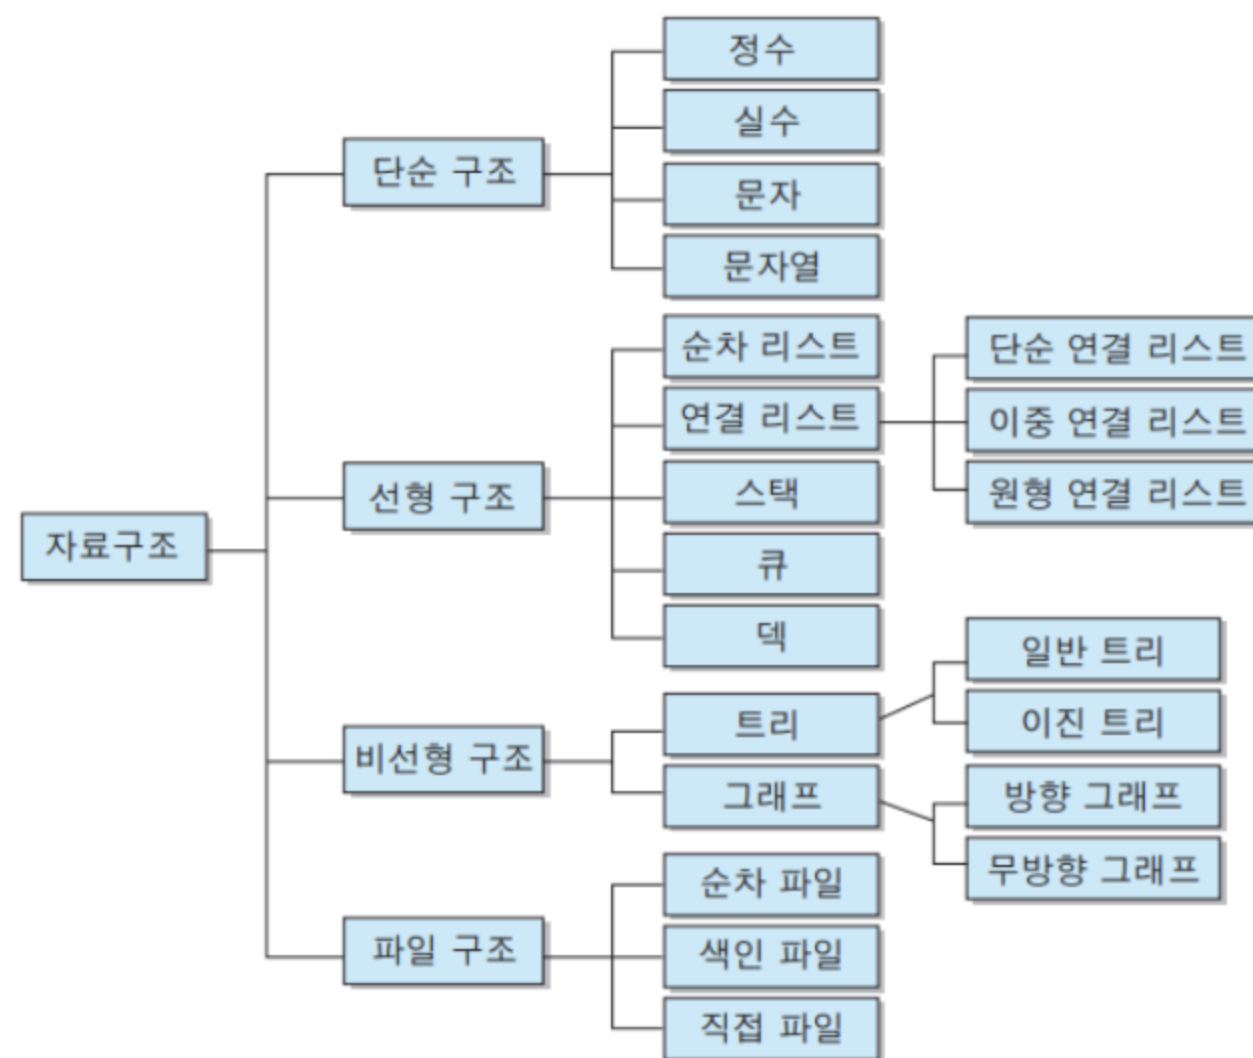 정수
실수
단순 구조
문자
문자열
순차 리스트
단순 연결 리스트
연결 리스트
이중 연결 리스트
선형 구조
스택
원형 연결 리스트
자료구조
큐
덱
일반 트리
트리
이진 트리
비선형 구조
그래프
방향 그래프
무방향 그래프
순차 파일
파일 구조
색인 파일
직접 파일